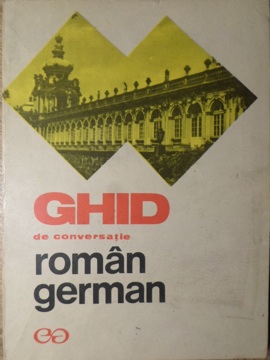 GHID
de conversație
român
german